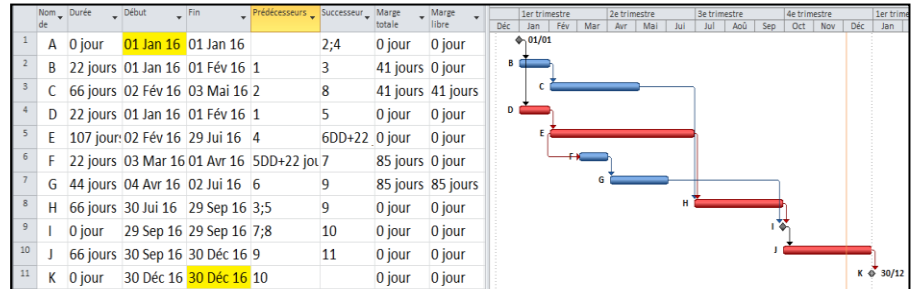 Nom de Durée Début Fin Prédécesseurs Successeur Marge totale Marge libre
1 A 0 jour 01 Jan 16 01 Jan 16 2;4 0 jour 0 jour
2 B 22 jours 01 Jan 16 01 Fév 16 1 3 41 jours 0 jour
3 C 66 jours 02 Fév 16 03 Mai 16 2 8 41 jours 41 jours
4 D 22 jours 01 Jan 16 01 Fév 16 1 5 0 jour 0 jour
5 E 107 jours 02 Fév 16 29 Jui 16 4 6DD+22 0 jour 0 jour
6 F 22 jours 03 Mar 16 01 Avr 16 5DD+22 jou 7 85 jours 0 jour
7 G 44 jours 04 Avr 16 02 Jui 16 6 9 85 jours 85 jours
8 H 66 jours 30 Jui 16 29 Sep 16 3;5 9 0 jour 0 jour
9 I 0 jour 29 Sep 16 29 Sep 16 7;8 10 0 jour 0 jour
10 J 66 jours 30 Sep 16 30 Déc 16 9 11 0 jour 0 jour
11 K 0 jour 30 Déc 16 30 Déc 16 10 0 jour 0 jour
1er trimestre 2e trimestre 3e trimestre 4e trimestre 1er trime
Déc Jan Fév Mar Avr Mai Jui Jul Aoû Sep Oct Nov Déc Jan
01/01
B
C
D
E
F
G
H
I
J
K 30/12